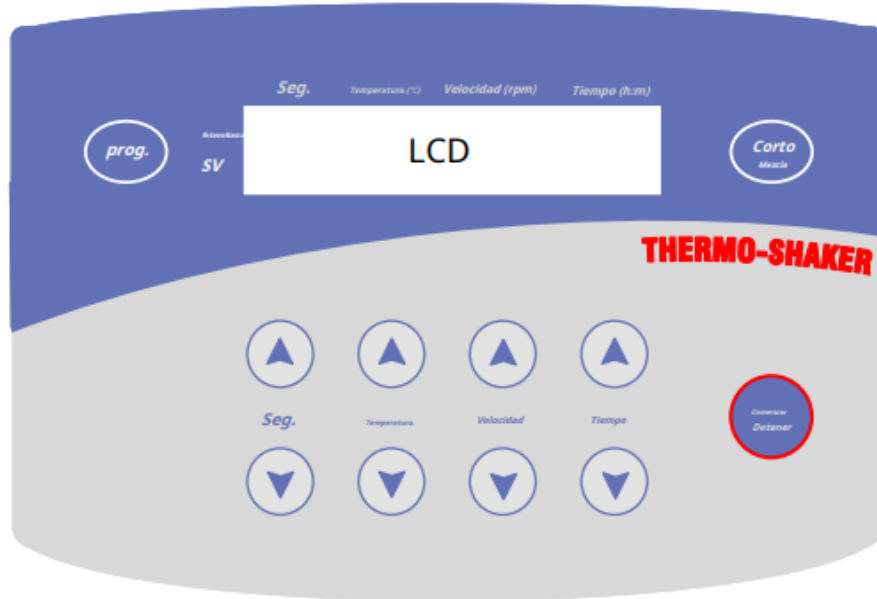 Seg. Temperatura.(°C) Velocidad (rpm) Tiempo (h:m)
prog.
SV
LCD
Corto
Mezcla
THERMO-SHAKER
Seg. Temperatura. Velocidad Tiempo
Comenzar
Detener